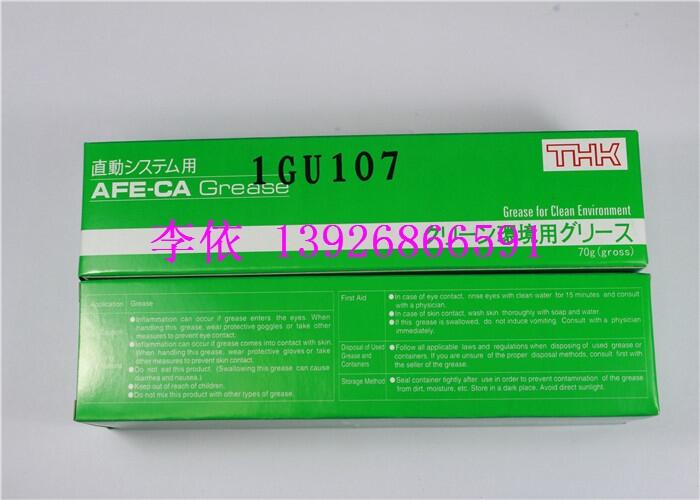 直動システム用
AFE-CA Grease
1GU107
THK
Grease for Clean Environment
クリーン環境用グリース
70g(gross)
李依 13926866591
Application
Grease
●Inflammation can occur if grease enters the eyes. When
handling this grease, wear protective goggles or take other
measures to prevent eye contact.
●Inflammation can occur if grease comes into contact with skin.
When handling this grease, wear protective gloves or take
other measures to prevent skin contact.
●Do not eat this product. (Swallowing this grease can cause
diarrhea and nausea.)
●Keep out of reach of children.
●Do not mix this product with other types of grease.
First Aid
●In case of eye contact, rinse eyes with clean water for 15 minutes and consult
with a physician.
●In case of skin contact, wash skin thoroughly with soap and water.
●If this grease is swallowed, do not induce vomiting. Consult with a physician
immediately.
Disposal of Used
Grease and
Containers
●Follow all applicable laws and regulations when disposing of used grease or
containers. If you are unsure of the proper disposal methods, consult first with
the seller of the grease.
Storage Method
●Seal container tightly after use in order to prevent contamination of the grease
from dirt, moisture, etc. Store in a dark place. Avoid direct sunlight.